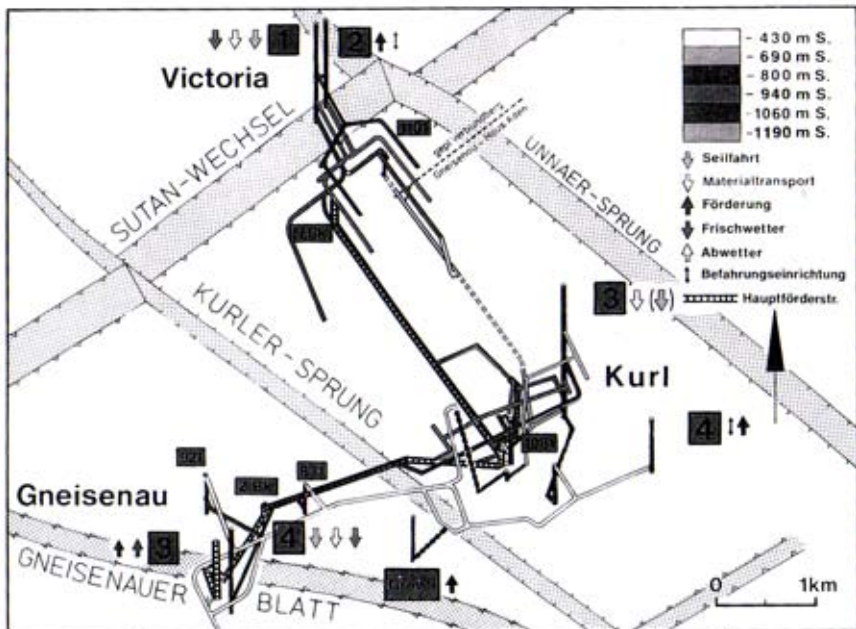 1
2
Victoria
SUTAN-WECHSEL
UNNAER-SPRUNG
KURLER-SPRUNG
- 430 m S.
- 690 m S.
- 800 m S.
- 940 m S.
-1060 m S.
-1190 m S.
Seilfahrt
Materialtransport
Förderung
Frischwetter
Abwetter
Befahrungseinrichtung
Hauptförderstr.
3
Kurl
4
Gneisenau
3
4
GNEISENAUER
BLATT
0 1km